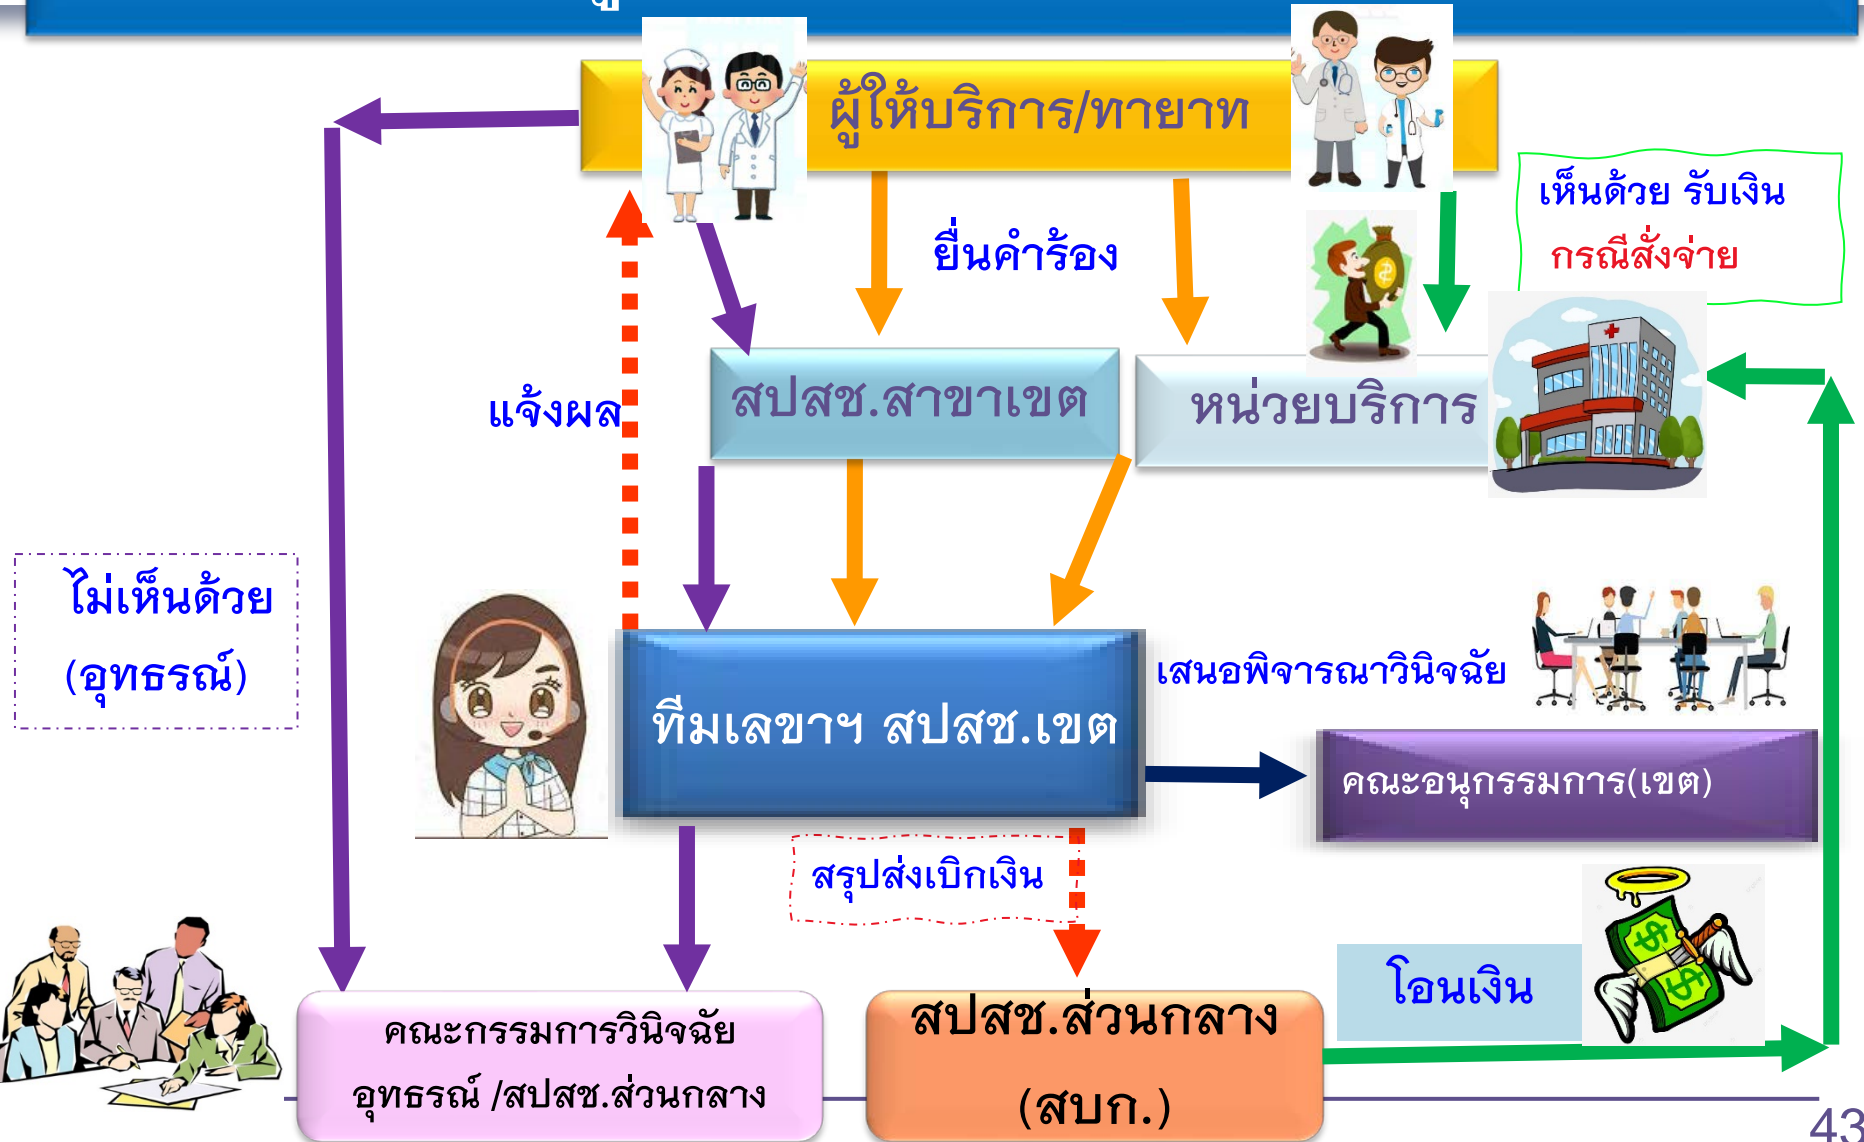 ผู้ให้บริการ/ทายาท
เห็นด้วย รับเงิน
กรณีสั่งจ่าย
ยื่นคำร้อง
แจ้งผล
สปสช.สาขาเขต
หน่วยบริการ
ไม่เห็นด้วย
(อุทธรณ์)
เสนอพิจารณาวินิจฉัย
ทีมเลขาฯ สปสช.เขต
คณะอนุกรรมการ(เขต)
สรุปส่งเบิกเงิน
โอนเงิน
คณะกรรมการวินิจฉัย
อุทธรณ์ /สปสช.ส่วนกลาง
สปสช.ส่วนกลาง
(สบก.)
43